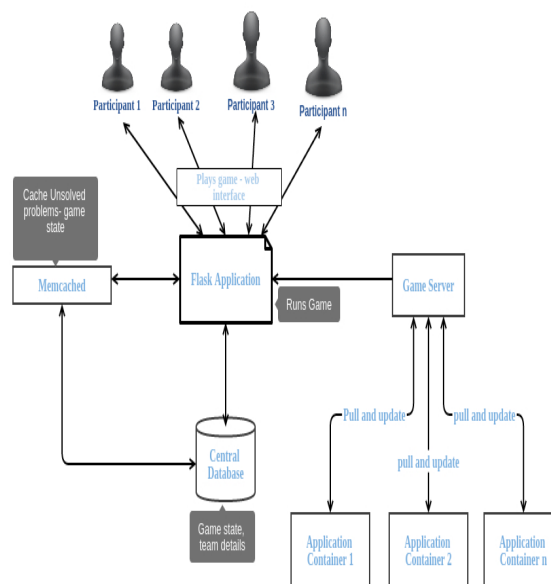 Participant 1
Participant 2
Participant 3
Participant n
Plays game - web
interface
Cache Unsolved
problems- game
state
Memcached
Flask Application
Game Server
Runs Game
Pull and update
pull and update
pull and update
Central
Database
Game state,
team details
Application
Container 1
Application
Container 2
Application
Container n